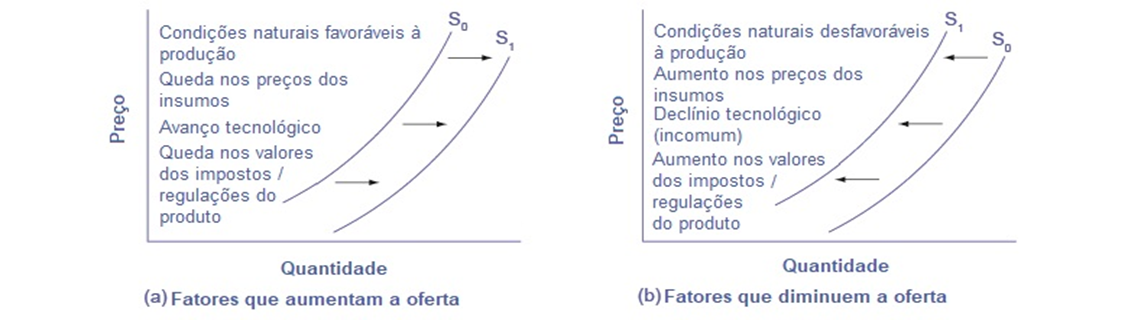 S0
S1
Condições naturais favoráveis à
produção
Queda nos preços dos
insumos
Avanço tecnológico
Queda nos valores
dos impostos /
regulações do
produto
Preço
Quantidade
(a) Fatores que aumentam a oferta
S1
S0
Condições naturais desfavoráveis
à produção
Aumento nos preços dos
insumos
Declínio tecnológico
(incomum)
Aumento nos valores
dos impostos /
regulações
do produto
Preço
Quantidade
(b) Fatores que diminuem a oferta